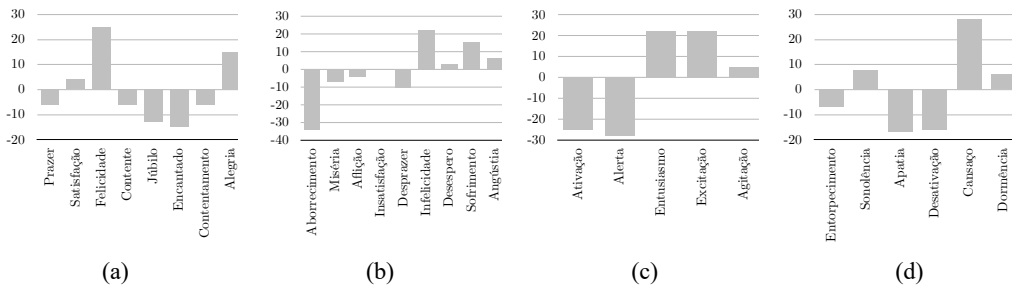 30
20
10
0
-10
-20
Prazer
Satisfação
Felicidade
Contente
Júbilo
Encantado
Contentamento
Alegria
(a)
30
20
10
0
-10
-20
-30
-40
Aborrecimento
Miséria
Aflição
Insatisfação
Desprazer
Infelicidade
Desespero
Sofrimento
Angústia
(b)
30
20
10
0
-10
-20
-30
Ativação
Alerta
Entusiasmo
Excitação
Agitação
(c)
30
20
10
0
-10
-20
Entorpecimento
Sonolência
Apatia
Desativação
Cansaço
Dormência
(d)